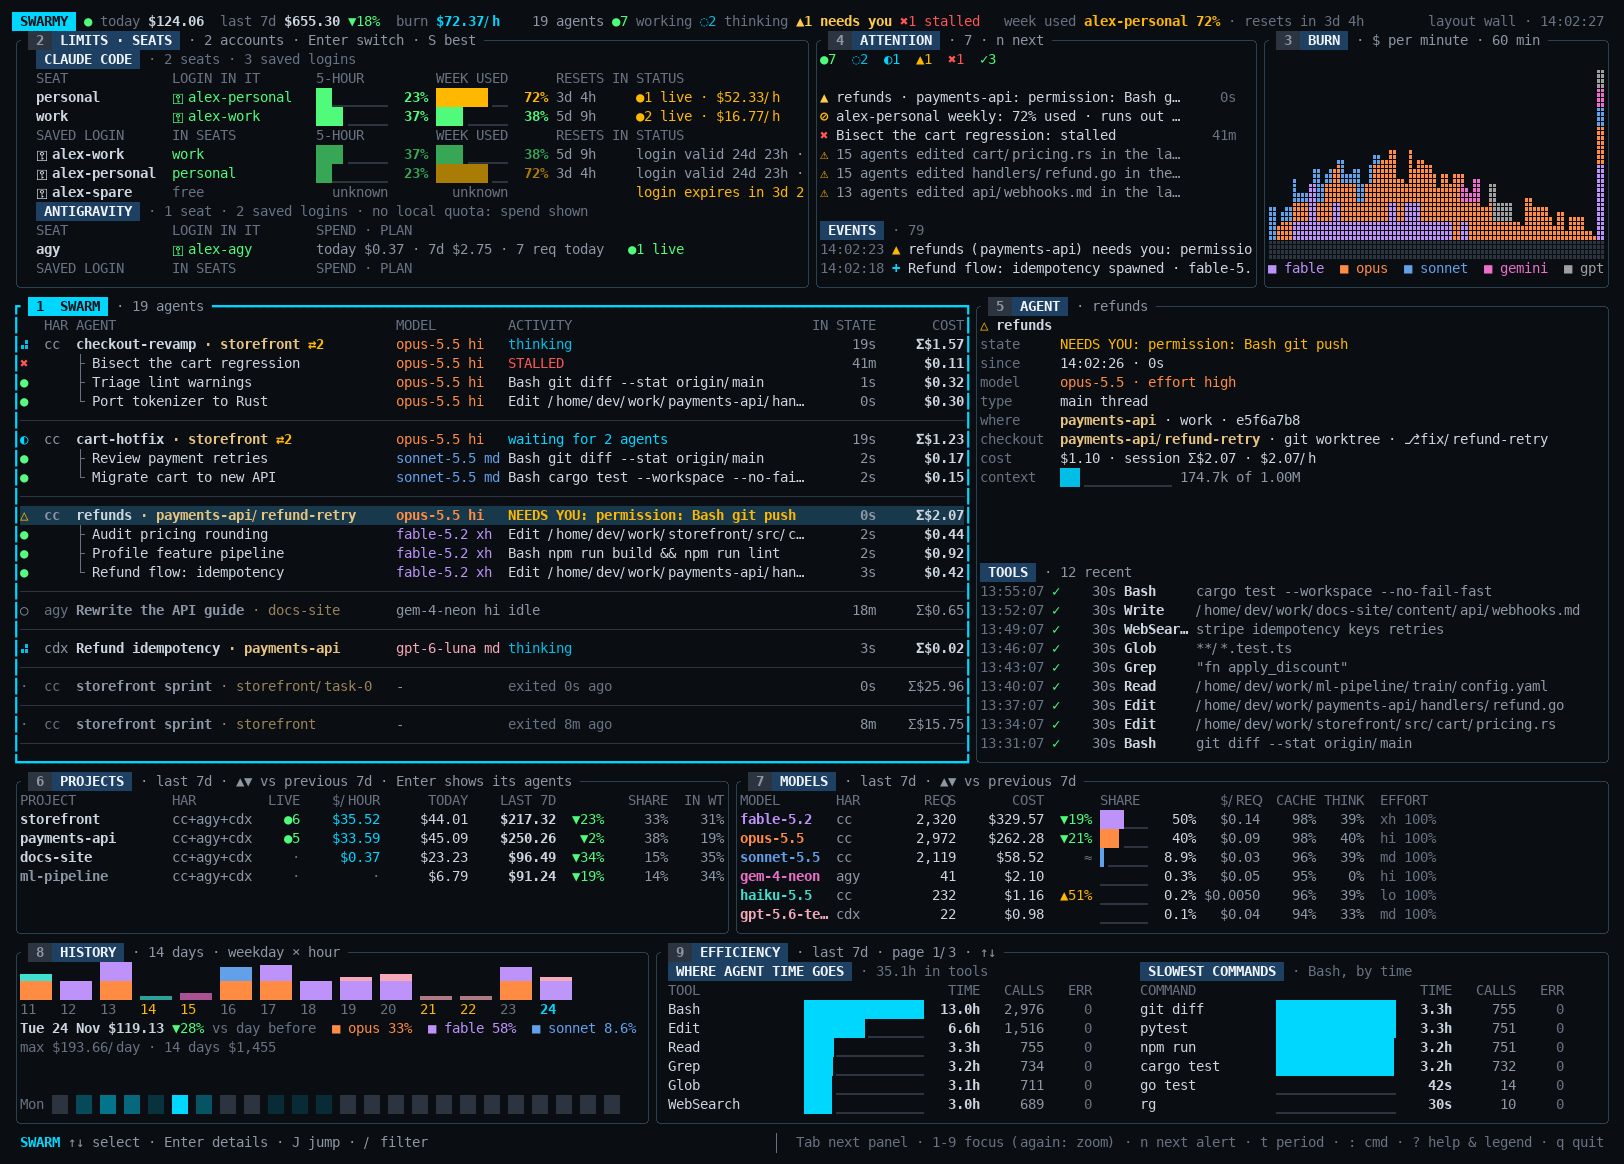 SWARMY ● today $124.06 last 7d $655.30 ▼18% burn $72.37/h 19 agents ●7 working ◌2 thinking ▲1 needs you ✖1 stalled week used alex-personal 72% · resets in 3d 4h layout wall · 14:02:27
2 LIMITS · SEATS · 2 accounts · Enter switch · S best
CLAUDE CODE · 2 seats · 3 saved logins
SEAT LOGIN IN IT 5-HOUR WEEK USED RESETS IN STATUS
personal alex-personal 23% 72% 3d 4h ●1 live · $52.33/h
work alex-work 37% 38% 5d 9h ●2 live · $16.77/h
SAVED LOGIN IN SEATS 5-HOUR WEEK USED RESETS IN STATUS
alex-work work 37% 38% 5d 9h login valid 24d 23h ·
alex-personal personal 23% 72% 3d 4h login valid 24d 23h ·
alex-spare free unknown unknown login expires in 3d 2
ANTIGRAVITY · 1 seat · 2 saved logins · no local quota: spend shown
SEAT LOGIN IN IT SPEND · PLAN
agy alex-agy today $0.37 · 7d $2.75 · 7 req today ●1 live
SAVED LOGIN IN SEATS SPEND · PLAN
4 ATTENTION · 7 · n next
●7 ◌2 ◐1 ▲1 ✖1 ✓3
▲ refunds · payments-api: permission: Bash g… 0s
⊘ alex-personal weekly: 72% used · runs out …
✖ Bisect the cart regression: stalled 41m
⚠ 15 agents edited cart/pricing.rs in the la…
⚠ 15 agents edited handlers/refund.go in the…
⚠ 13 agents edited api/webhooks.md in the la…
EVENTS · 79
14:02:23 ▲ refunds (payments-api) needs you: permissio
14:02:18 + Refund flow: idempotency spawned · fable-5.
3 BURN · $ per minute · 60 min
■ fable ■ opus ■ sonnet ■ gemini ■ gpt
1 SWARM · 19 agents
HAR AGENT MODEL ACTIVITY IN STATE COST
cc checkout-revamp · storefront ⇄2 opus-5.5 hi thinking 19s Σ$1.57
✖ ├ Bisect the cart regression opus-5.5 hi STALLED 41m $0.11
● ├ Triage lint warnings opus-5.5 hi Bash git diff --stat origin/main 1s $0.32
● └ Port tokenizer to Rust opus-5.5 hi Edit /home/dev/work/payments-api/han… 0s $0.30
◐ cc cart-hotfix · storefront ⇄2 opus-5.5 hi waiting for 2 agents 19s Σ$1.23
● ├ Review payment retries sonnet-5.5 md Bash git diff --stat origin/main 2s $0.17
● └ Migrate cart to new API sonnet-5.5 md Bash cargo test --workspace --no-fai… 2s $0.15
△ cc refunds · payments-api/refund-retry opus-5.5 hi NEEDS YOU: permission: Bash git push 0s Σ$2.07
● ├ Audit pricing rounding fable-5.2 xh Edit /home/dev/work/storefront/src/c… 2s $0.44
● ├ Profile feature pipeline fable-5.2 xh Bash npm run build && npm run lint 2s $0.92
● └ Refund flow: idempotency fable-5.2 xh Edit /home/dev/work/payments-api/han… 3s $0.42
○ agy Rewrite the API guide · docs-site gem-4-neon hi idle 18m Σ$0.65
cdx Refund idempotency · payments-api gpt-6-luna md thinking 3s Σ$0.02
· cc storefront sprint · storefront/task-0 - exited 0s ago 0s Σ$25.96
· cc storefront sprint · storefront - exited 8m ago 8m Σ$15.75
5 AGENT · refunds
△ refunds
state NEEDS YOU: permission: Bash git push
since 14:02:26 · 0s
model opus-5.5 · effort high
type main thread
where payments-api · work · e5f6a7b8
checkout payments-api/refund-retry · git worktree · ⎇fix/refund-retry
cost $1.10 · session Σ$2.07 · $2.07/h
context 174.7k of 1.00M
TOOLS · 12 recent
13:55:07 ✓ 30s Bash cargo test --workspace --no-fail-fast
13:52:07 ✓ 30s Write /home/dev/work/docs-site/content/api/webhooks.md
13:49:07 ✓ 30s WebSear… stripe idempotency keys retries
13:46:07 ✓ 30s Glob **/*.test.ts
13:43:07 ✓ 30s Grep "fn apply_discount"
13:40:07 ✓ 30s Read /home/dev/work/ml-pipeline/train/config.yaml
13:37:07 ✓ 30s Edit /home/dev/work/payments-api/handlers/refund.go
13:34:07 ✓ 30s Edit /home/dev/work/storefront/src/cart/pricing.rs
13:31:07 ✓ 30s Bash git diff --stat origin/main
6 PROJECTS · last 7d · ▲▼ vs previous 7d · Enter shows its agents
PROJECT HAR LIVE $/HOUR TODAY LAST 7D SHARE IN WT
storefront cc+agy+cdx ●6 $35.52 $44.01 $217.32 ▼23% 33% 31%
payments-api cc+agy+cdx ●5 $33.59 $45.09 $250.26 ▼2% 38% 19%
docs-site cc+agy+cdx · $0.37 $23.23 $96.49 ▼34% 15% 35%
ml-pipeline cc+agy+cdx · · $6.79 $91.24 ▼19% 14% 34%
7 MODELS · last 7d · ▲▼ vs previous 7d
MODEL HAR REQS COST SHARE $/REQ CACHE THINK EFFORT
fable-5.2 cc 2,320 $329.57 ▼19% 50% $0.14 98% 39% xh 100%
opus-5.5 cc 2,972 $262.28 ▼21% 40% $0.09 98% 40% hi 100%
sonnet-5.5 cc 2,119 $58.52 ≈ 8.9% $0.03 96% 39% md 100%
gem-4-neon agy 41 $2.10 0.3% $0.05 95% 0% hi 100%
haiku-5.5 cc 232 $1.16 ▲51% 0.2% $0.0050 96% 39% lo 100%
gpt-5.6-te… cdx 22 $0.98 0.1% $0.04 94% 33% md 100%
8 HISTORY · 14 days · weekday × hour
11 12 13 14 15 16 17 18 19 20 21 22 23 24
Tue 24 Nov $119.13 ▼28% vs day before ■ opus 33% ■ fable 58% ■ sonnet 8.6%
max $193.66/day · 14 days $1,455
Mon
9 EFFICIENCY · last 7d · page 1/3 · ↑↓
WHERE AGENT TIME GOES · 35.1h in tools
TOOL TIME CALLS ERR
Bash 13.0h 2,976 0
Edit 6.6h 1,516 0
Read 3.3h 755 0
Grep 3.2h 734 0
Glob 3.1h 711 0
WebSearch 3.0h 689 0
SLOWEST COMMANDS · Bash, by time
COMMAND TIME CALLS ERR
git diff 3.3h 755 0
pytest 3.3h 751 0
npm run 3.2h 751 0
cargo test 3.2h 732 0
go test 42s 14 0
rg 30s 10 0
SWARM ↑↓ select · Enter details · J jump · / filter
Tab next panel · 1-9 focus (again: zoom) · n next alert · t period · : cmd · ? help & legend · q quit